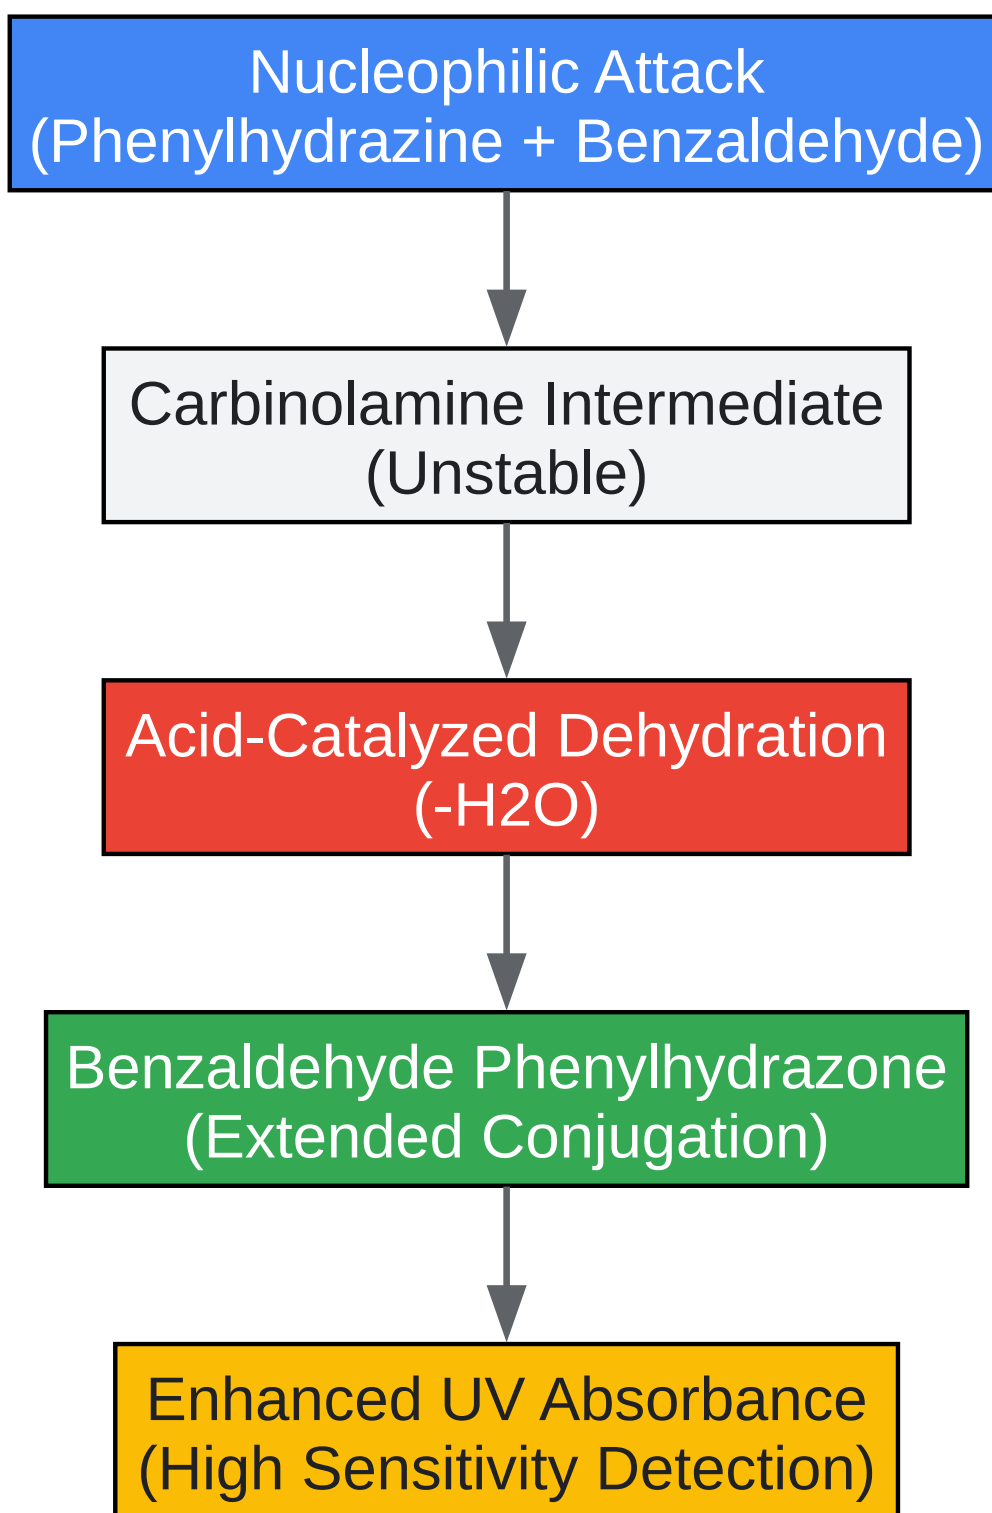 Nucleophilic Attack
(Phenylhydrazine + Benzaldehyde)
Carbinolamine Intermediate
(Unstable)
Acid-Catalyzed Dehydration
(-H2O)
Benzaldehyde Phenylhydrazone
(Extended Conjugation)
Enhanced UV Absorbance
(High Sensitivity Detection)